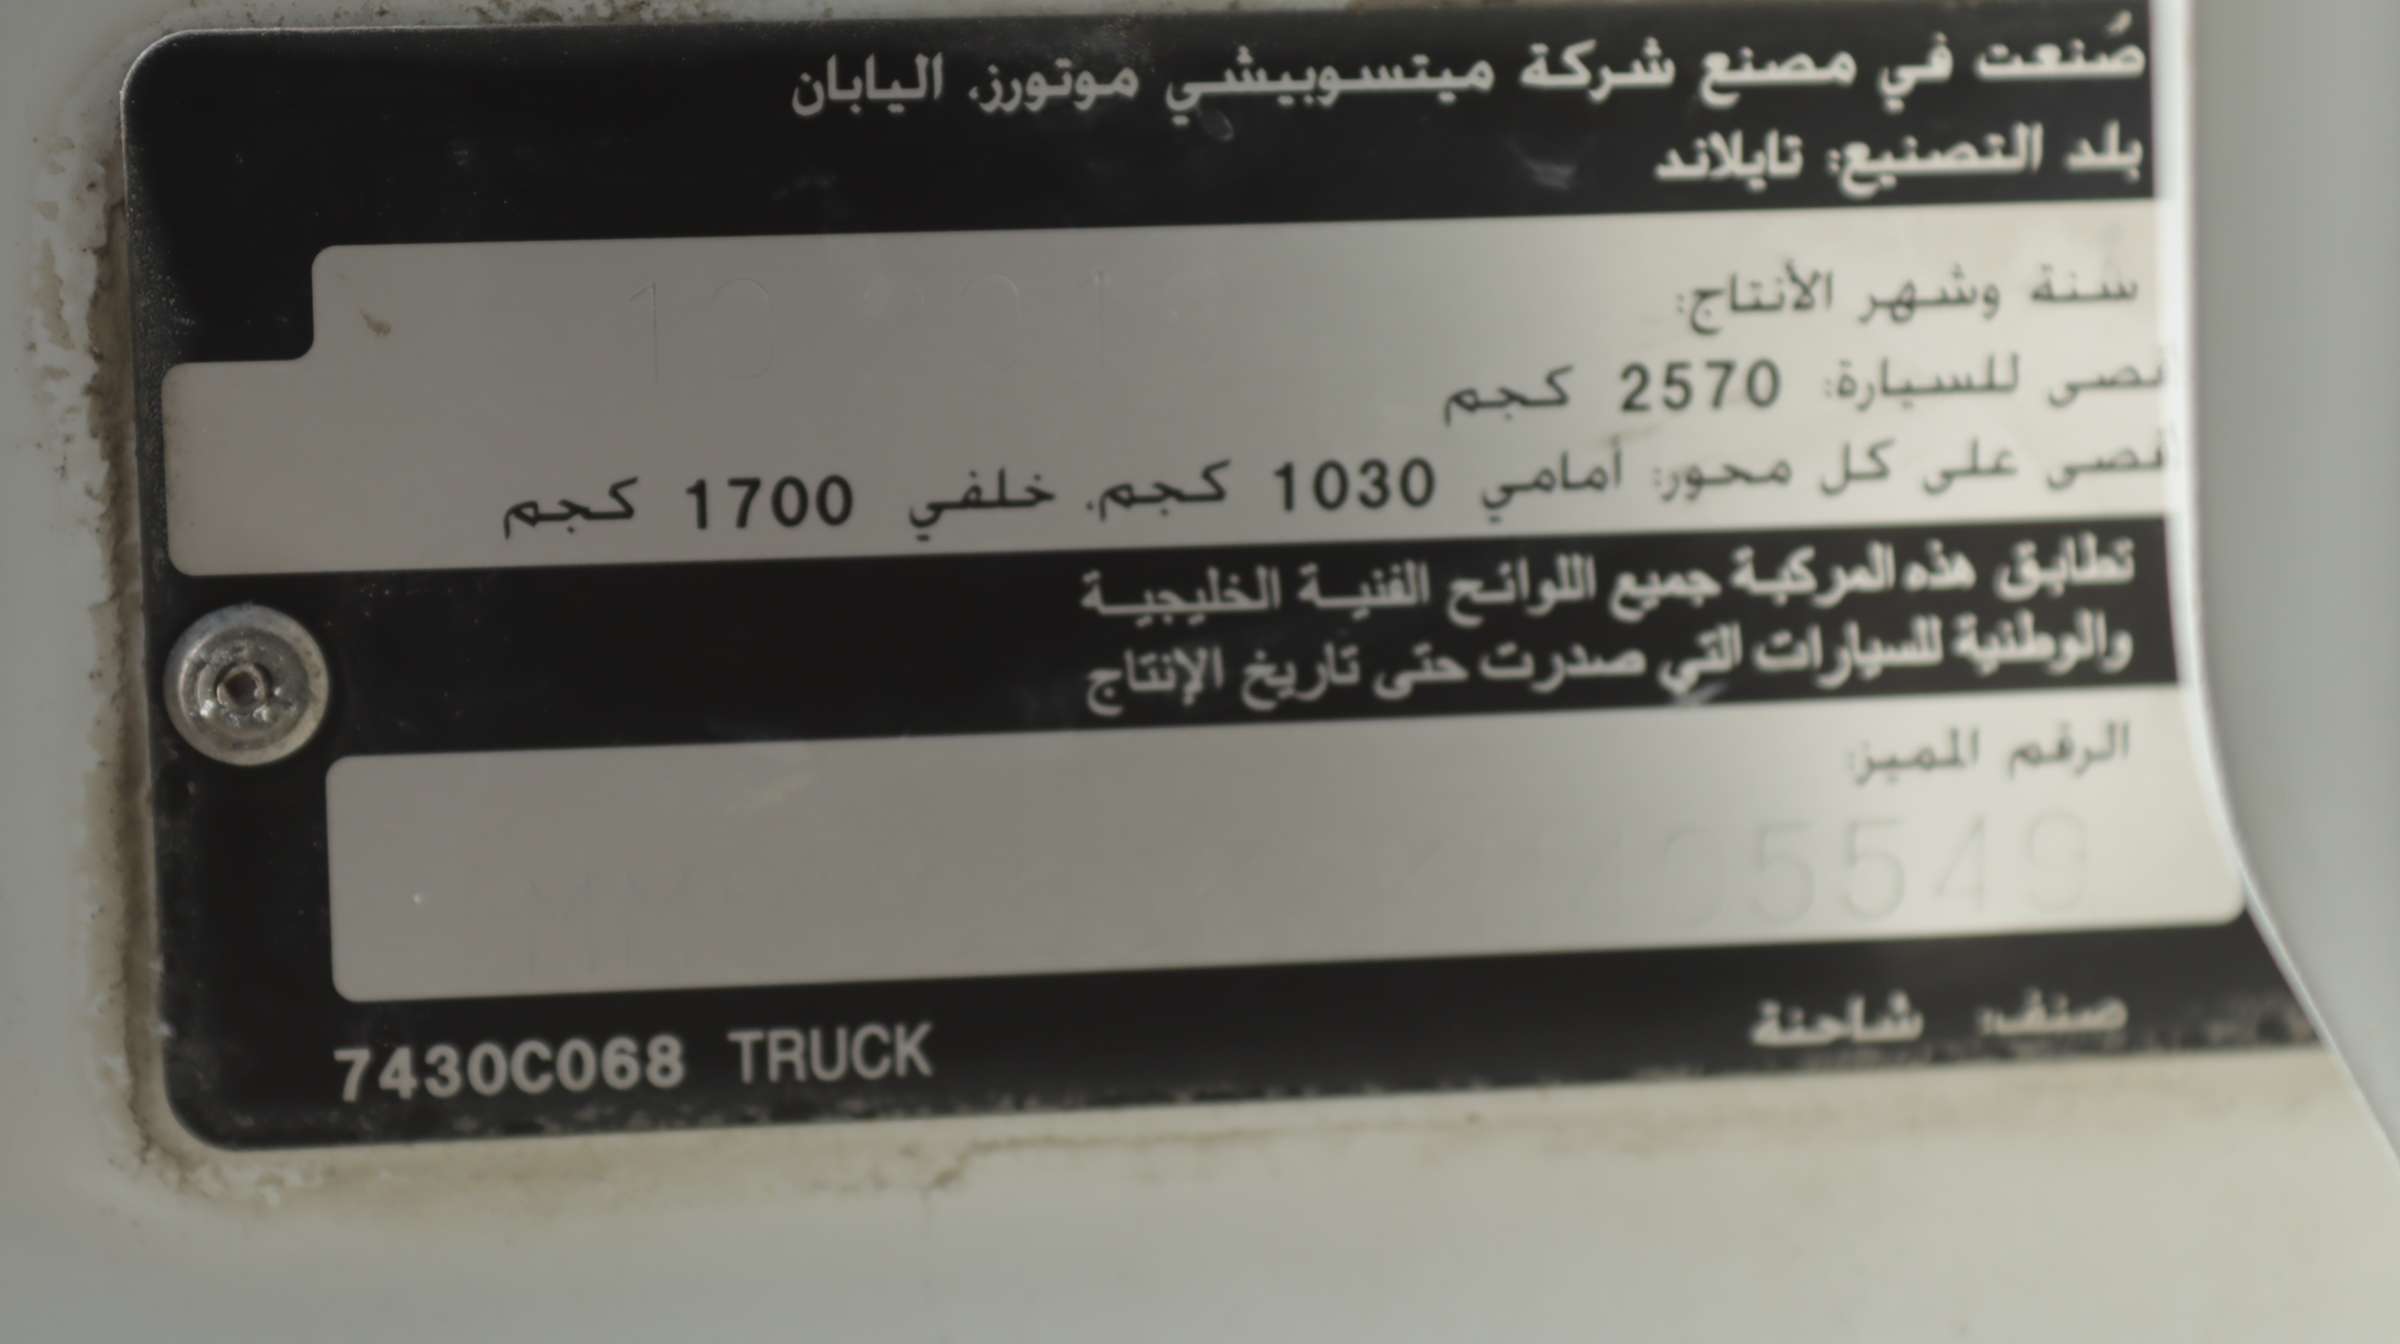 صُنعت في مصنع شركة ميتسوبيشي موتورز، اليابان
بلد التصنيع: تايلاند
سنة وشهر الأنتاج:
للسيارة: 2570 كجم
على كل محور: أمامي 1030 كجم، خلفي 1700 كجم
تطابق هذه المركبة جميع اللوائح الفنية الخليجية
والوطنية للسيارات التي صدرت حتى تاريخ الإنتاج
الرقم المميز:
صنف: شاحنة
7430C068 TRUCK